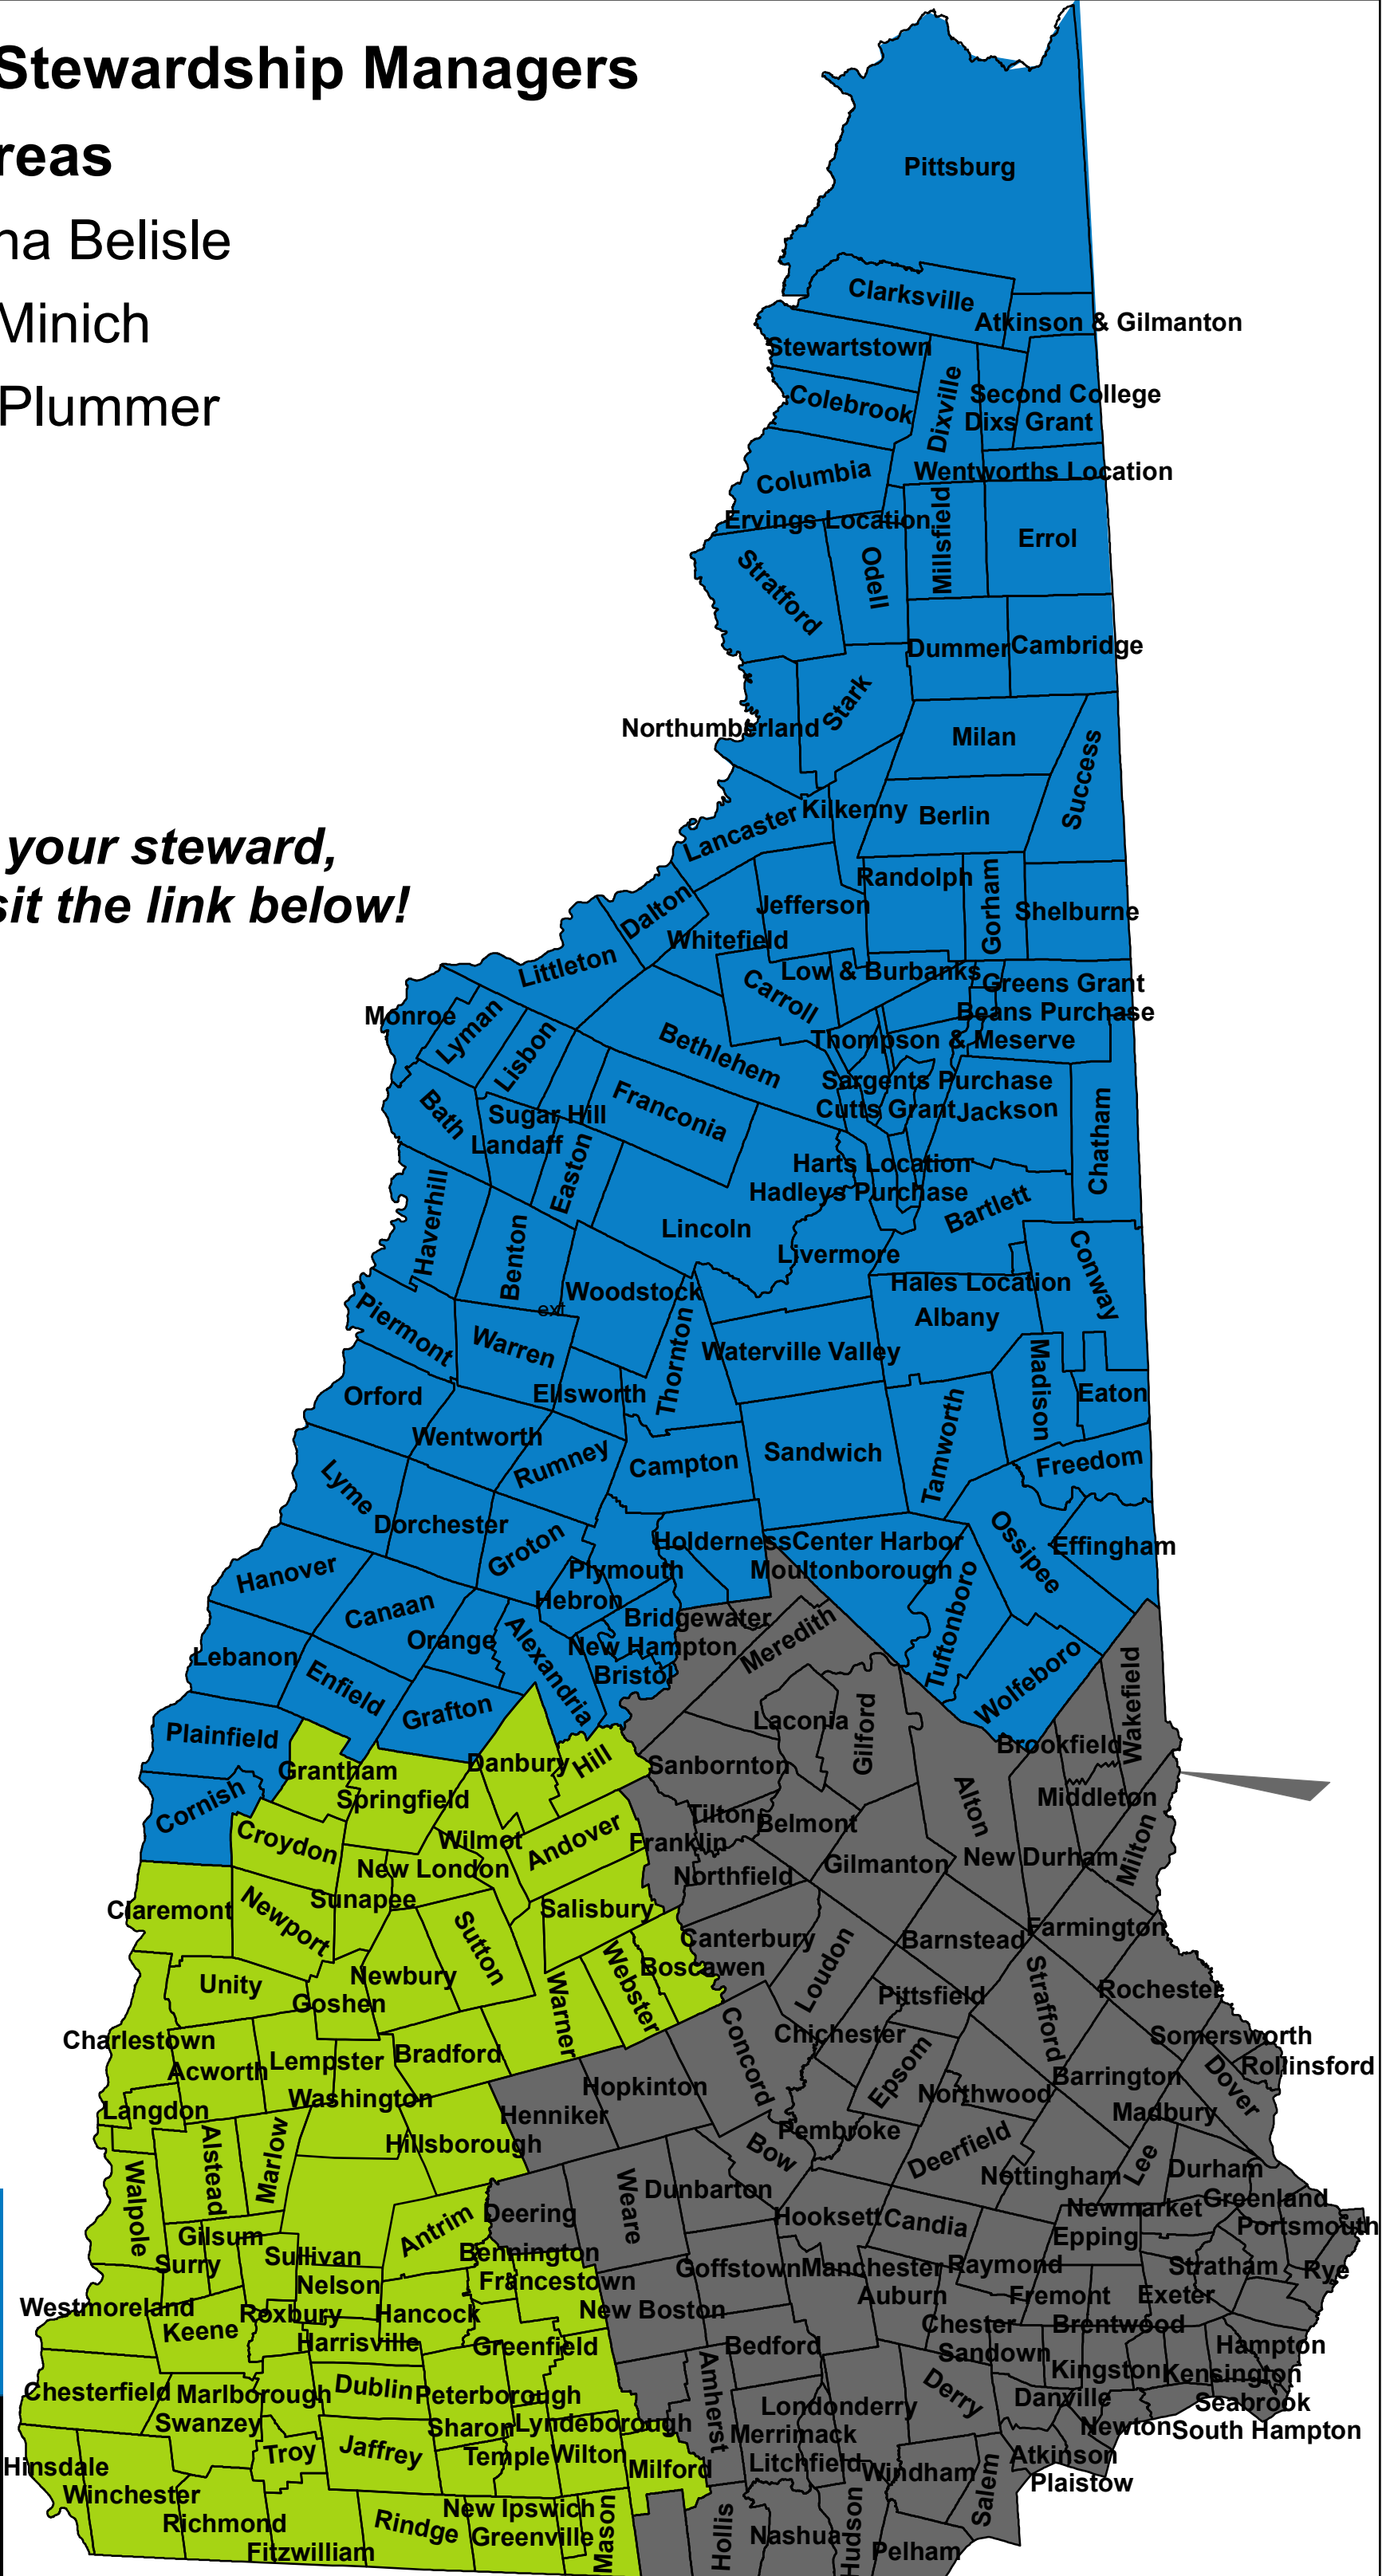 Stewardship Managers
reas
na Belisle
Minich
Plummer
your steward,
sit the link below!
Pittsburg
Clarksville
Atkinson & Gilmanton
Stewartstown
Dixville
Second College
Colebrook
Dixs Grant
Columbia
Wentworths Location
Ervings Location
Millsfield
Errol
Stratford
Odell
Dummer
Cambridge
Northumberland
Stark
Milan
Success
Lancaster
Kilkenny
Berlin
Randolph
Gorham
Dalton
Jefferson
Shelburne
Whitefield
Littleton
Low & Burbanks
Carroll
Greens Grant
Monroe
Beans Purchase
Lyman
Lisbon
Bethlehem
Thompson & Meserve
Sargents Purchase
Bath
Sugar Hill
Franconia
Cutts Grant
Jackson
Chatham
Landaff
Easton
Harts Location
Hadleys Purchase
Haverhill
Bartlett
Benton
Lincoln
Livermore
Conway
Hales Location
Woodstock
ext
Piermont
Albany
Warren
Thornton
Waterville Valley
Madison
Orford
Ellsworth
Eaton
Wentworth
Tamworth
Rumney
Campton
Sandwich
Freedom
Lyme
Dorchester
Groton
Holderness
Center Harbor
Ossipee
Effingham
Hanover
Plymouth
Moultonborough
Hebron
Tuftonboro
Canaan
Bridgewater
Meredith
Orange
Alexandria
New Hampton
Lebanon
Bristol
Enfield
Wolfeboro
Wakefield
Grafton
Laconia
Gilford
Plainfield
Brookfield
Danbury
Hill
Sanbornton
Grantham
Springfield
Middleton
Cornish
Alton
Tilton
Belmont
Croydon
Wilmot
Andover
Franklin
Milton
New London
Northfield
Gilmanton
New Durham
Sunapee
Claremont
Newport
Salisbury
Sutton
Canterbury
Barnstead
Farmington
Loudon
Webster
Boscawen
Unity
Newbury
Strafford
Rochester
Goshen
Warner
Pittsfield
Charlestown
Concord
Chichester
Somersworth
Acworth
Lempster
Bradford
Epsom
Rollinsford
Barrington
Dover
Washington
Hopkinton
Northwood
Langdon
Henniker
Madbury
Alstead
Marlow
Hillsborough
Pembroke
Bow
Deerfield
Lee
Walpole
Nottingham
Durham
Weare
Dunbarton
Greenland
Newmarket
Antrim
Deering
Hooksett
Candia
Portsmouth
Gilsum
Epping
Sullivan
Bennington
Surry
Goffstown
Manchester
Raymond
Stratham
Rye
Nelson
Francestown
Auburn
Fremont
Exeter
Westmoreland
Roxbury
Hancock
New Boston
Keene
Chester
Brentwood
Harrisville
Greenfield
Bedford
Sandown
Hampton
Kingston
Kensington
Chesterfield
Marlborough
Dublin
Peterborough
Amherst
Derry
Danville
Seabrook
Londonderry
Swanzey
Sharon
Lyndeborough
Merrimack
Newton
South Hampton
Troy
Jaffrey
Temple
Wilton
Litchfield
Atkinson
Hinsdale
Milford
Windham
Salem
Plaistow
Winchester
New Ipswich
Mason
Hollis
Hudson
Richmond
Rindge
Greenville
Nashua
Fitzwilliam
Pelham